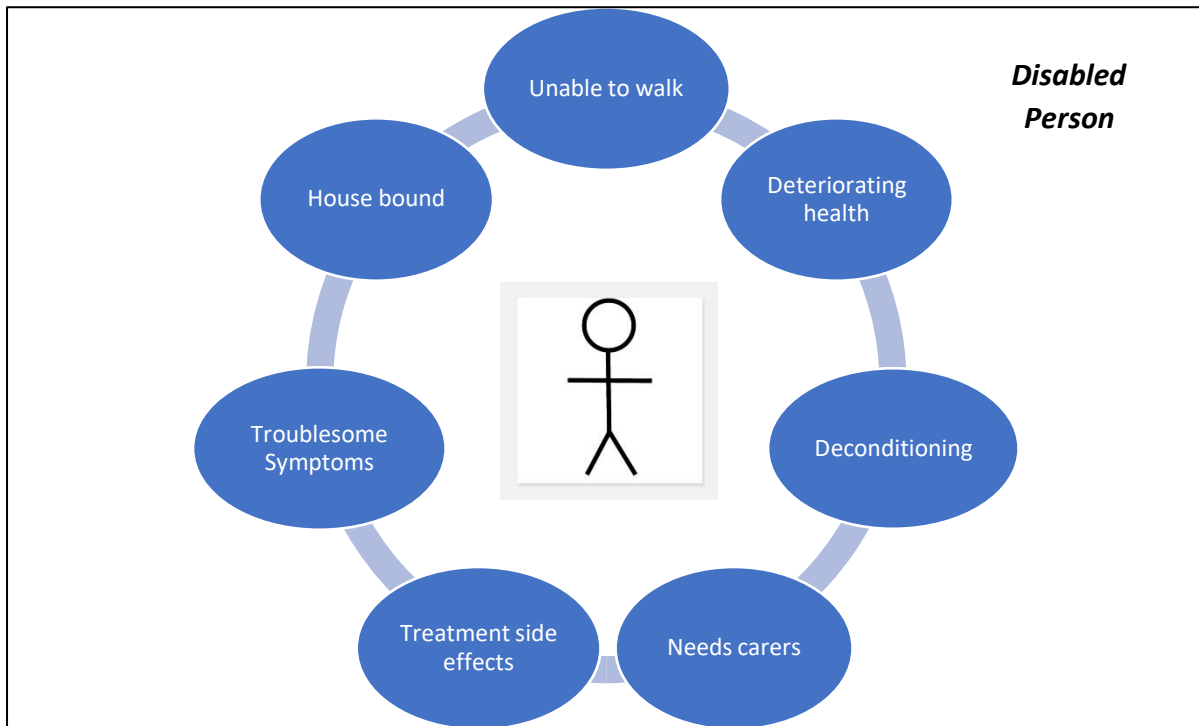 Disabled
Person
Unable to walk
Deteriorating
health
Deconditioning
Needs carers
Treatment side
effects
Troublesome
Symptoms
House bound